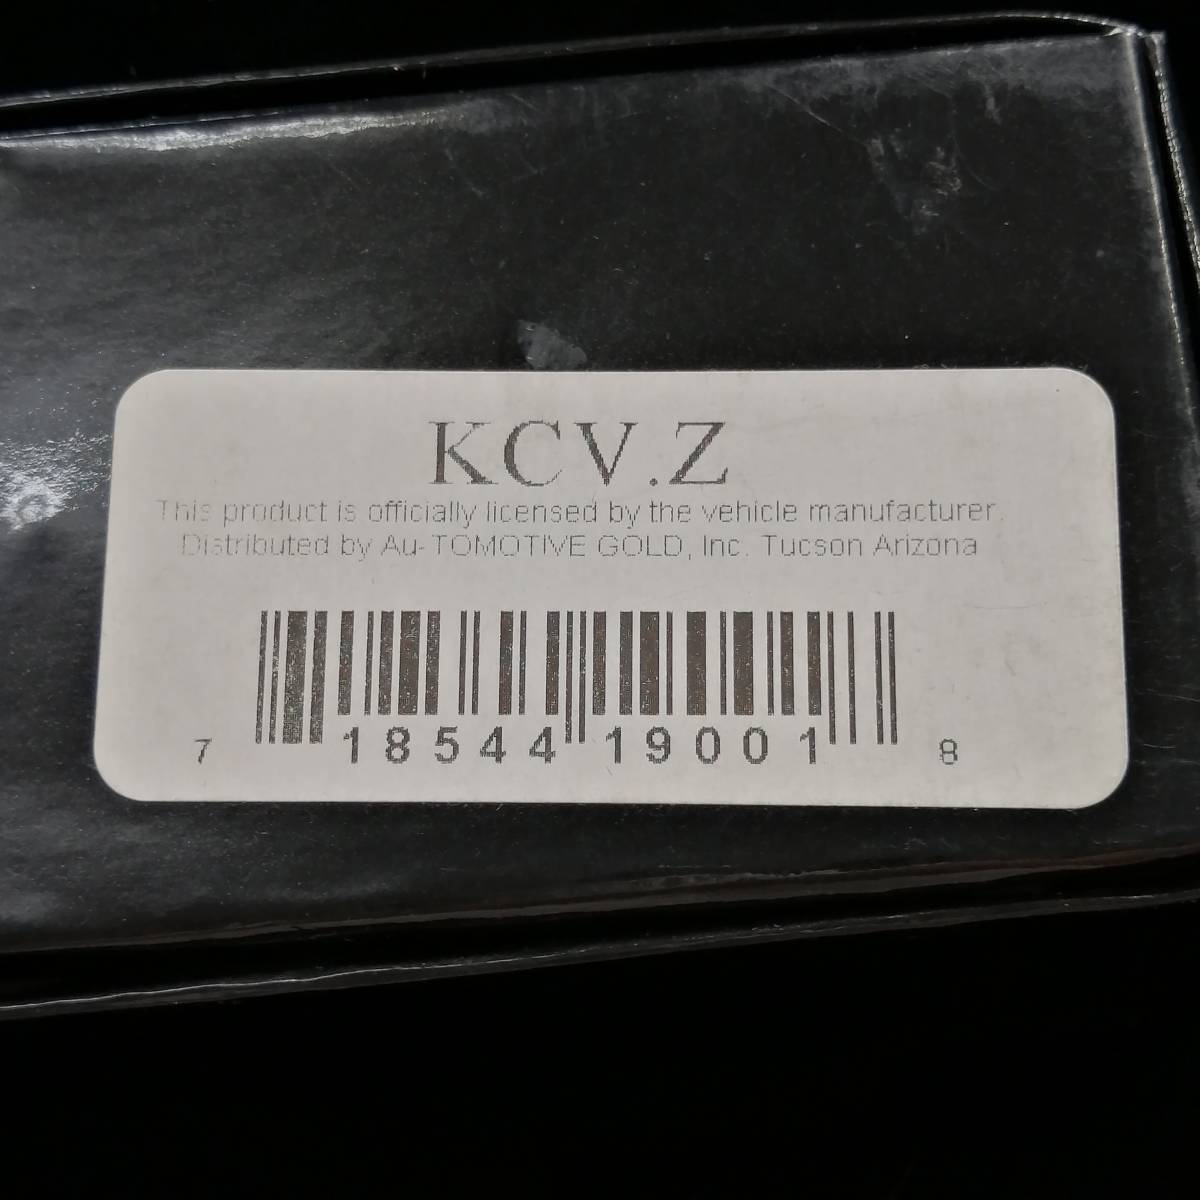 KCV.Z
This product is officially licensed by the vehicle manufacturer.
Distributed by Au-TOMOTIVE GOLD, Inc. Tucson Arizona
7 18544 19001 8